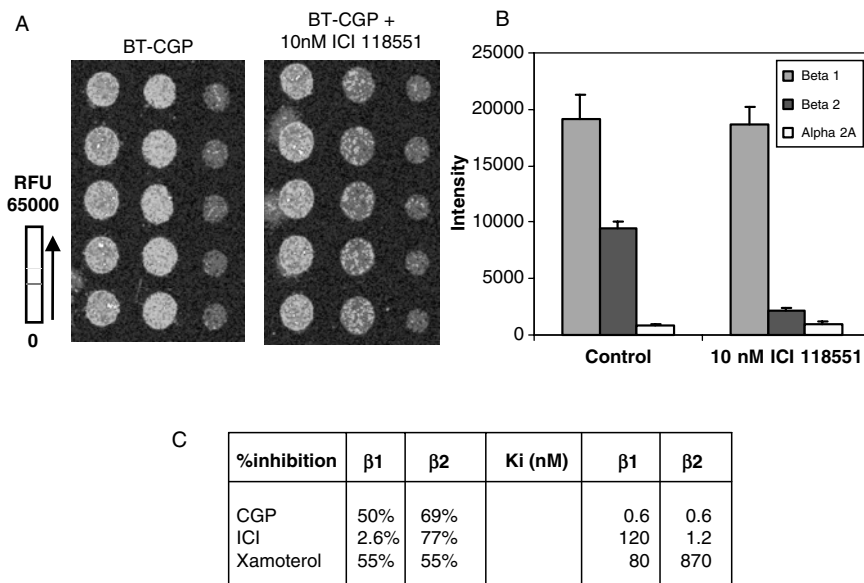 A
BT-CGP
BT-CGP +
10nM ICI 118551
RFU
65000
0
B
25000
20000
15000
10000
5000
0
Intensity
Beta 1
Beta 2
Alpha 2A
Control
10 nM ICI 118551
C
%inhibition β1 β2 Ki (nM) β1 β2
CGP 50% 69% 0.6 0.6
ICI 2.6% 77% 120 1.2
Xamoterol 55% 55% 80 870